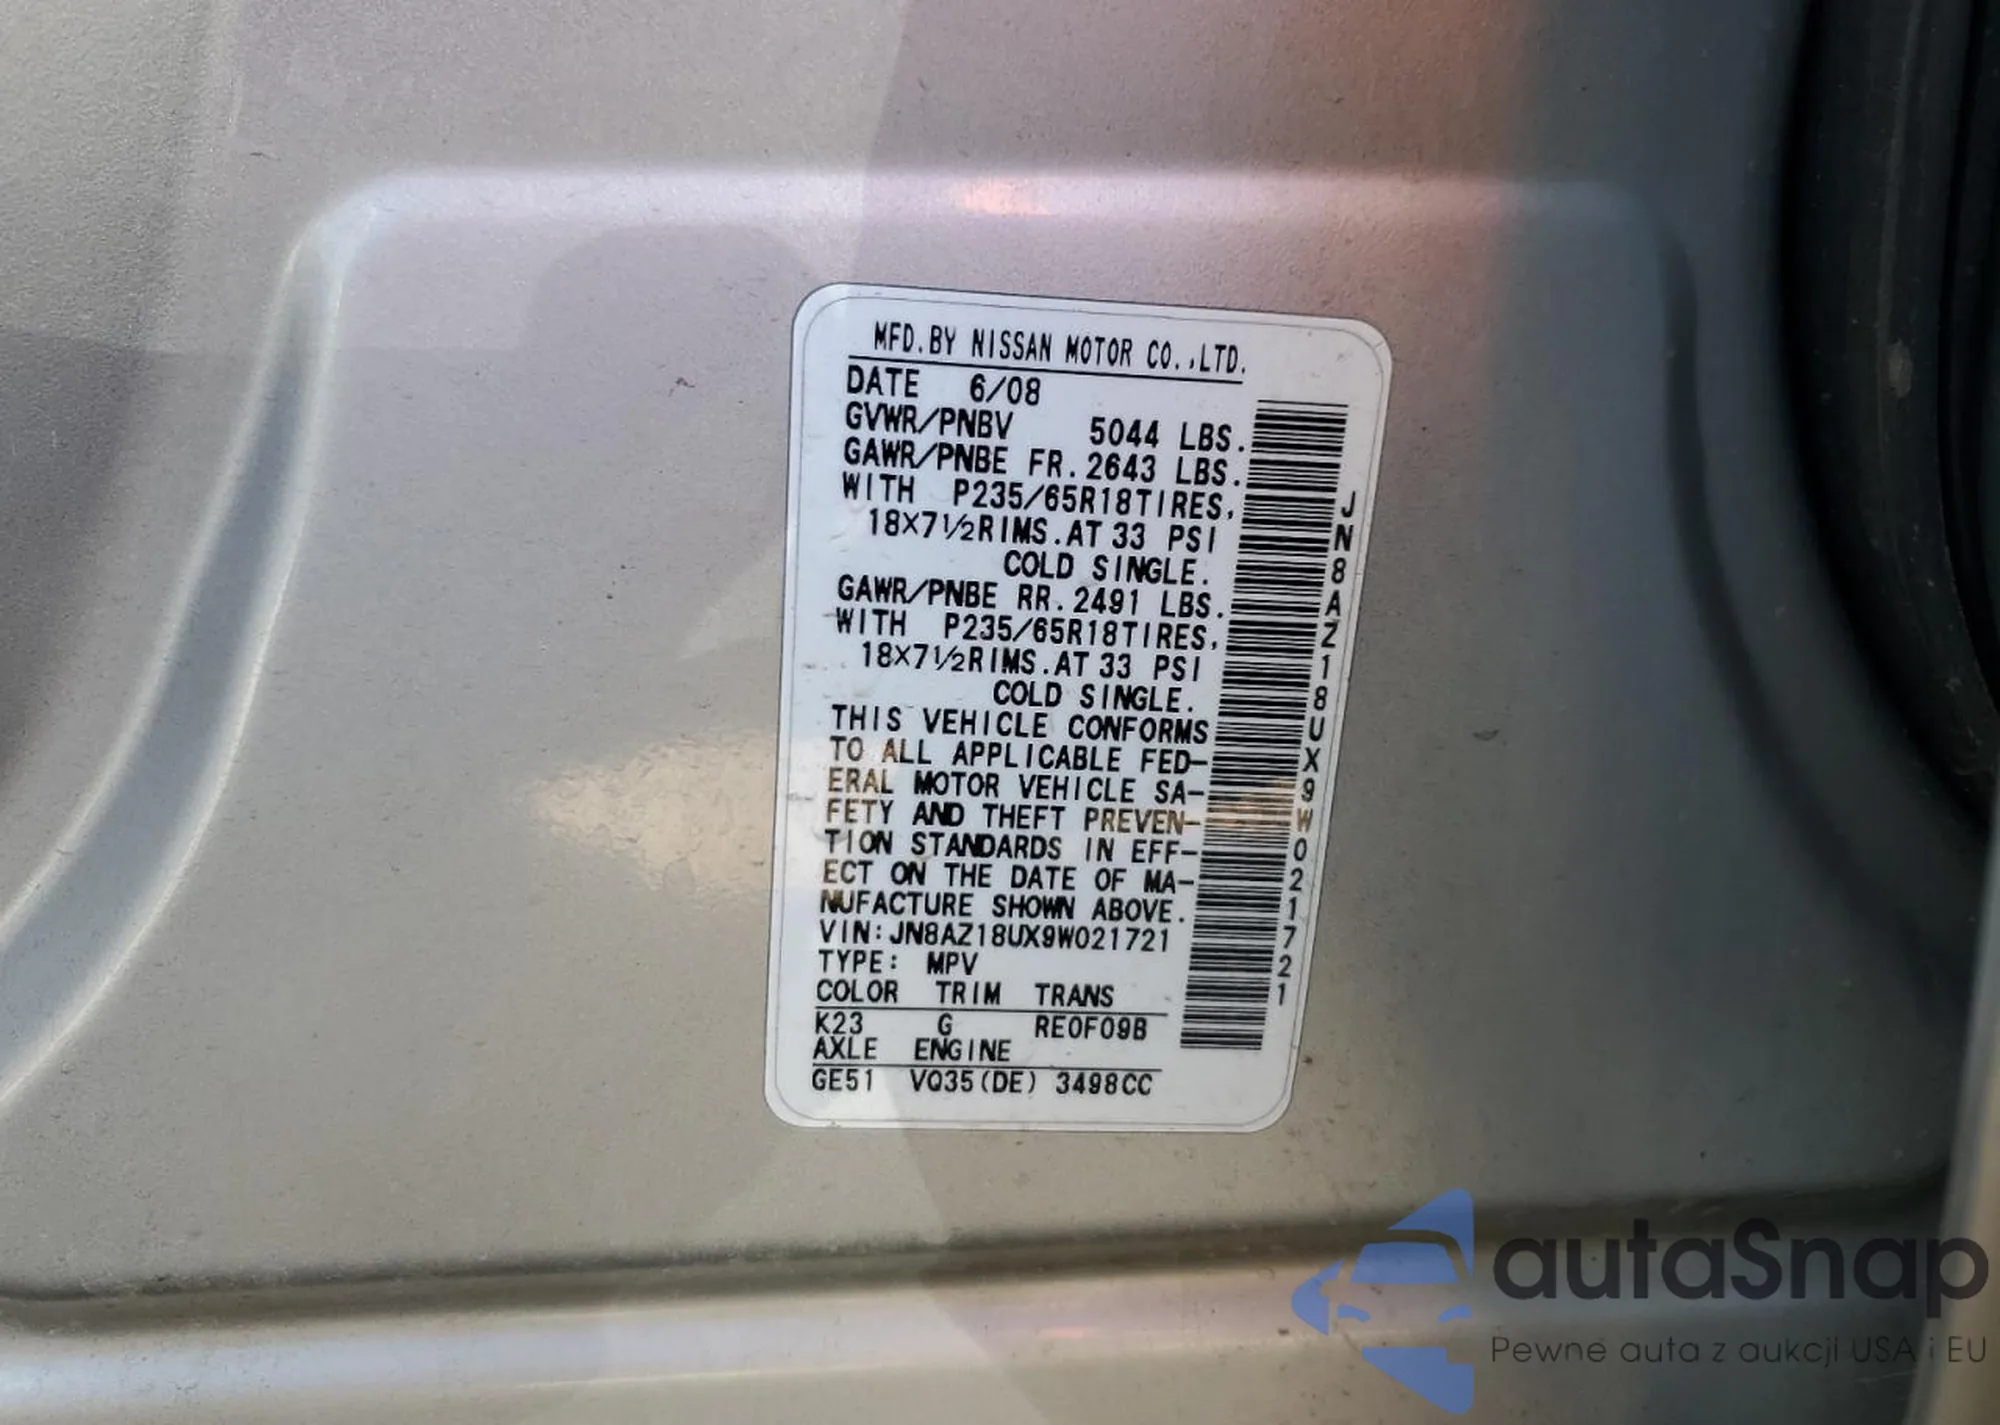 MFD.BY NISSAN MOTOR CO.,LTD.
DATE 6/08
GVWR/PNBV 5044 LBS.
GAWR/PNBE FR.2643 LBS.
WITH P235/65R18TIRES,
18X7½RIMS.AT 33 PSI
COLD SINGLE.
GAWR/PNBE RR.2491 LBS.
WITH P235/65R18TIRES,
18X7½RIMS.AT 33 PSI
COLD SINGLE.
THIS VEHICLE CONFORMS
TO ALL APPLICABLE FED-
ERAL MOTOR VEHICLE SA-
FETY AND THEFT PREVEN-
TION STANDARDS IN EFF-
ECT ON THE DATE OF MA-
NUFACTURE SHOWN ABOVE.
VIN:JN8AZ18UX9W021721
TYPE: MPV
COLOR TRIM TRANS
K23 G RE0F09B
AXLE ENGINE
GE51 VQ35(DE) 3498CC
JN8AZ18UX9W021721
autaSnap
Pewne auta z aukcji USA i EU